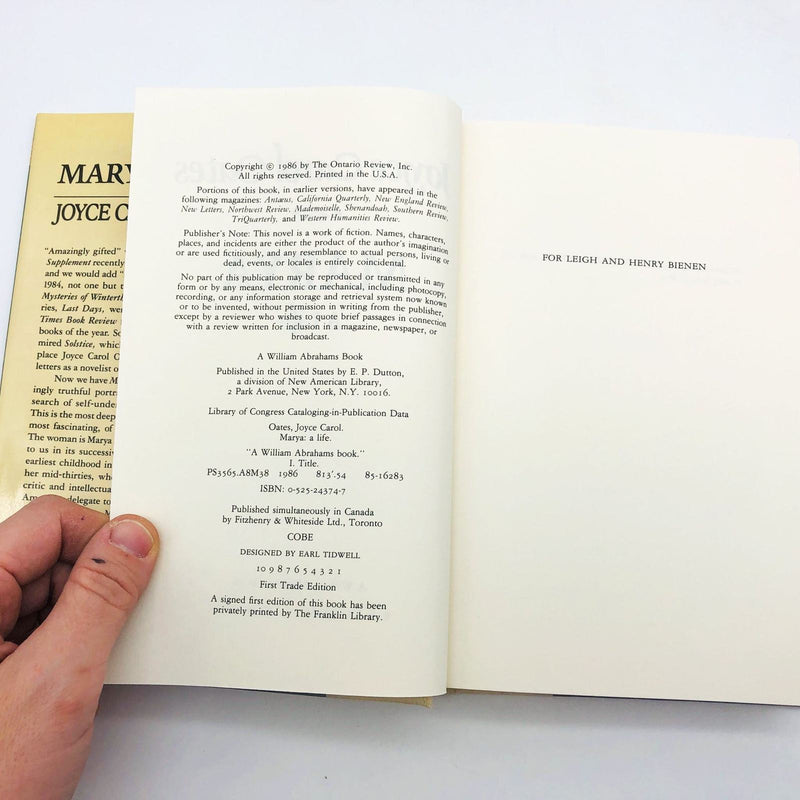 MARY
JOYCE C
"Amazingly gifted"
Supplement recently
and we would add "
1984, not one but t
Mysteries of Winterth
ries, Last Days, wer
Times Book Review
books of the year. So
mired Solstice, which
place Joyce Carol O
letters as a novelist o
Now we have M
ingly truthful portr
search of self-under
This is the most deep
most fascinating, of
The woman is Marya
to us in its successiv
earliest childhood in
her mid-thirties, whe
critic and intellectua
delegate to
Copyright © 1986 by The Ontario Review, Inc.
All rights reserved. Printed in the U.S.A.
Portions of this book, in earlier versions, have appeared in the
following magazines: Antæus, California Quarterly, New England Review,
New Letters, Northwest Review, Mademoiselle, Shenandoah, Southern Review,
TriQuarterly, and Western Humanities Review.
Publisher's Note: This novel is a work of fiction. Names, characters,
places, and incidents are either the product of the author's imagination
or are used fictitiously, and any resemblance to actual persons, living or
dead, events, or locales is entirely coincidental.
No part of this publication may be reproduced or transmitted in any
form or by any means, electronic or mechanical, including photocopy,
recording, or any information storage and retrieval system now known
or to be invented, without permission in writing from the publisher,
except by a reviewer who wishes to quote brief passages in connection
with a review written for inclusion in a magazine, newspaper, or
broadcast.
A William Abrahams Book
Published in the United States by E. P. Dutton,
a division of New American Library,
2 Park Avenue, New York, N.Y. 10016.
Library of Congress Cataloging-in-Publication Data
Oates, Joyce Carol.
Marya: a life.
"A William Abrahams book."
I. Title.
PS3565.A8M38 1986 813'.54 85-16283
ISBN: 0-525-24374-7
Published simultaneously in Canada
by Fitzhenry & Whiteside Ltd., Toronto
COBE
DESIGNED BY EARL TIDWELL
10 9 8 7 6 5 4 3 2 1
First Trade Edition
A signed first edition of this book has been
privately printed by The Franklin Library.
FOR LEIGH AND HENRY BIENEN